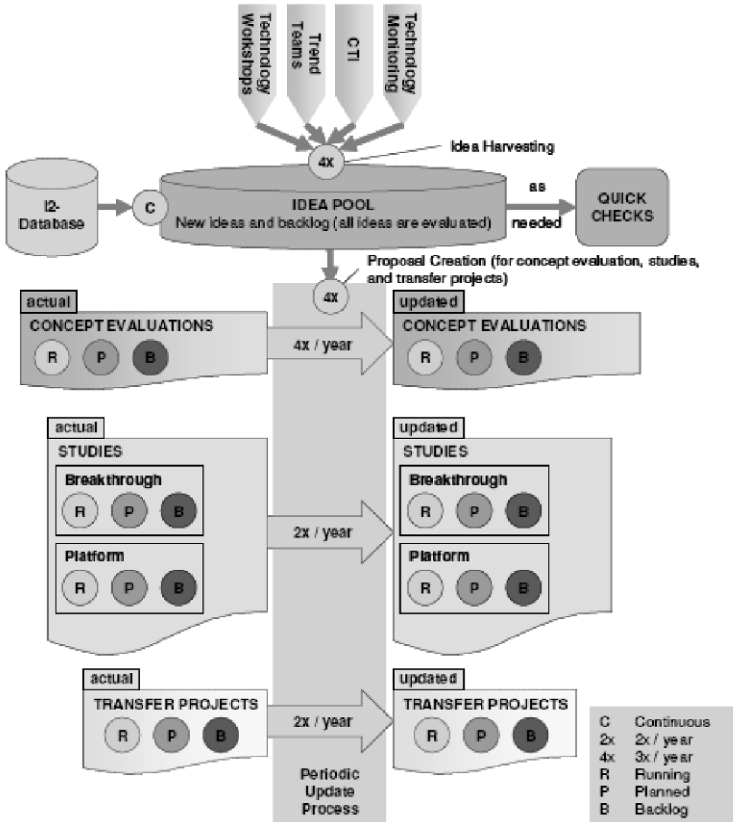 Technology
Workshops
Trend
Teams
CTI
Technology
Monitoring
4x
Idea Harvesting
I2-
Database
C
IDEA POOL
New ideas and backlog (all ideas are evaluated)
as
needed
QUICK
CHECKS
Proposal Creation (for concept evaluation, studies,
and transfer projects)
4x
actual
CONCEPT EVALUATIONS
R P B
4x / year
updated
CONCEPT EVALUATIONS
R P B
actual
STUDIES
Breakthrough
R P B
Platform
R P B
2x / year
updated
STUDIES
Breakthrough
R P B
Platform
R P B
actual
TRANSFER PROJECTS
R P B
2x / year
updated
TRANSFER PROJECTS
R P B
Periodic
Update
Process
C Continuous
2x 2x / year
4x 3x / year
R Running
P Planned
B Backlog